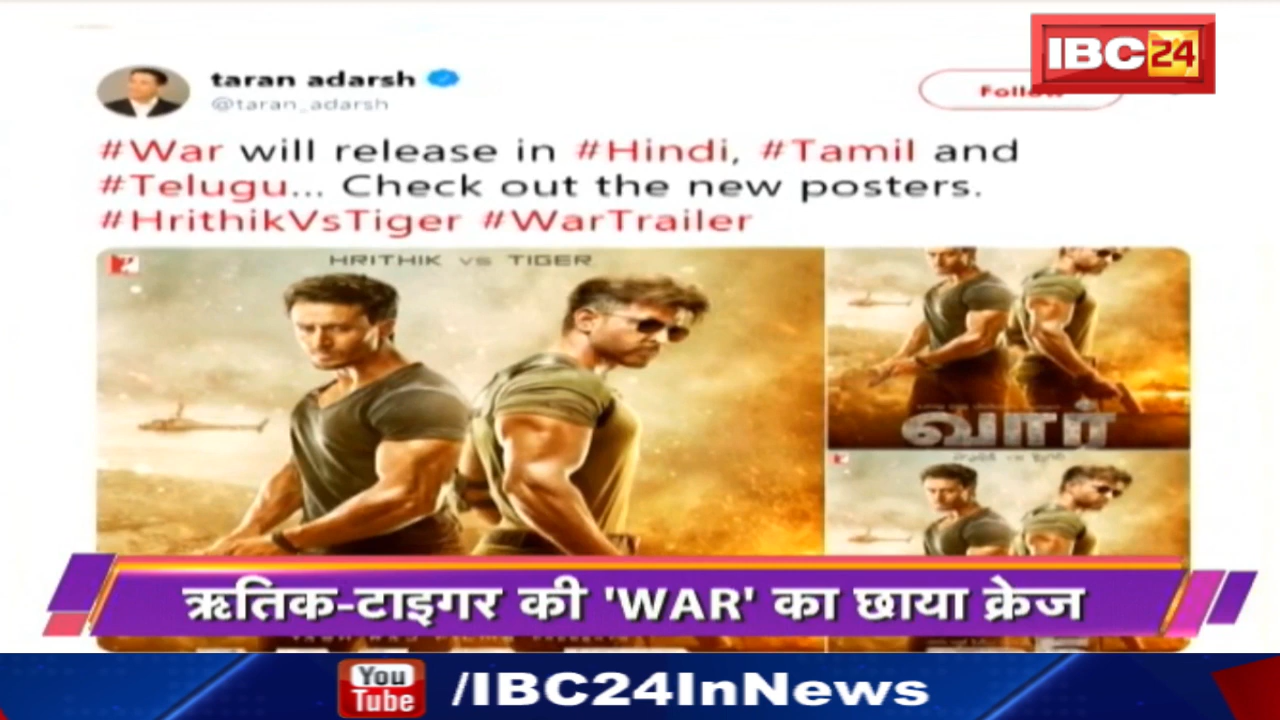 IBC24
taran adarsh
@taran_adarsh
#War will release in #Hindi, #Tamil and
#Telugu... Check out the new posters.
#HrithikVsTiger #WarTrailer
HRITHIK vs TIGER
வார்
ऋतिक-टाइगर की 'WAR' का छाया क्रेज
You
Tube
/IBC24InNews